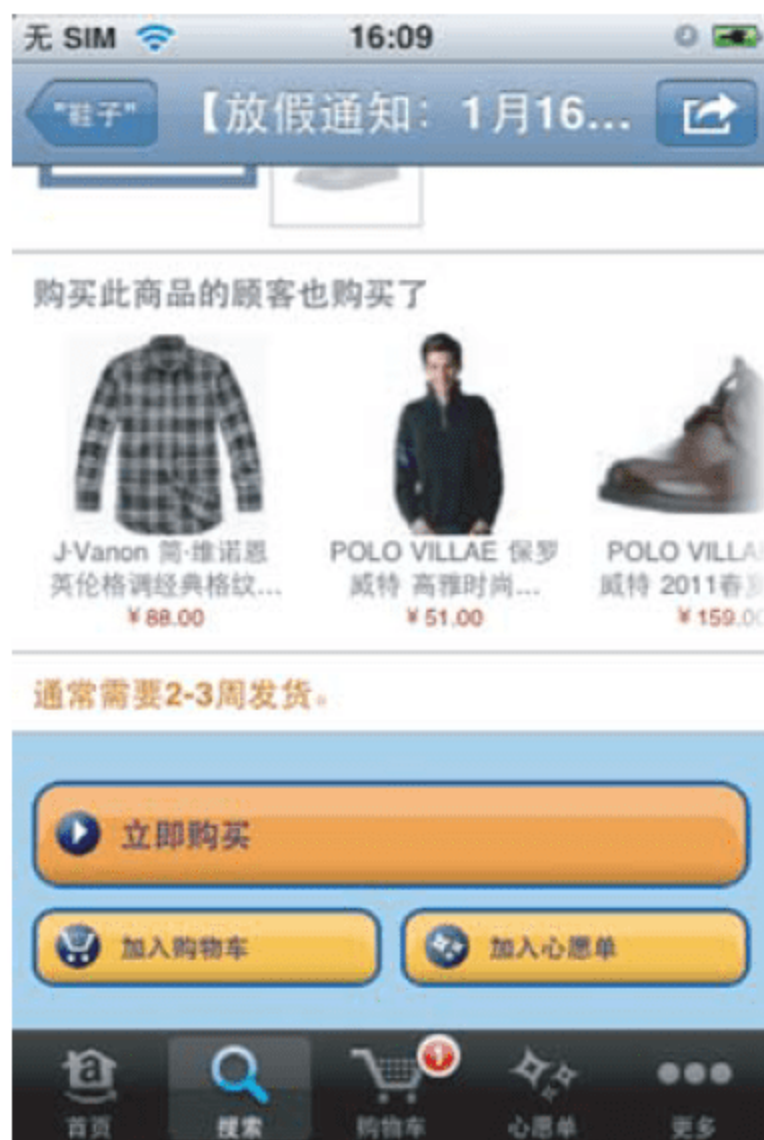 无 SIM 16:09
"鞋子" 【放假通知：1月16...
购买此商品的顾客也购买了
J-Vanon 简·维诺恩
英伦格调经典格纹...
¥ 88.00
POLO VILLAE 保罗
威特 高雅时尚...
¥ 51.00
POLO VILLA
威特 2011春夏
¥ 159.00
通常需要2-3周发货。
立即购买
加入购物车
加入心愿单
1
首页 搜索 购物车 心愿单 更多